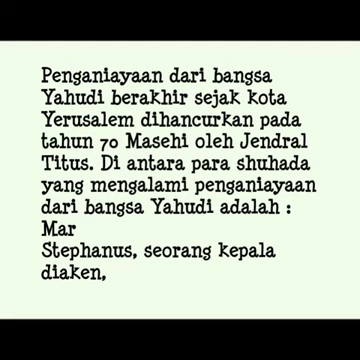 Penganiayaan dari bangsa
Yahudi berakhir sejak kota
Yerusalem dihancurkan pada
tahun 70 Masehi oleh Jendral
Titus. Di antara para shuhada
yang mengalami penganiayaan
dari bangsa Yahudi adalah :
Mar
Stephanus, seorang kepala
diaken,